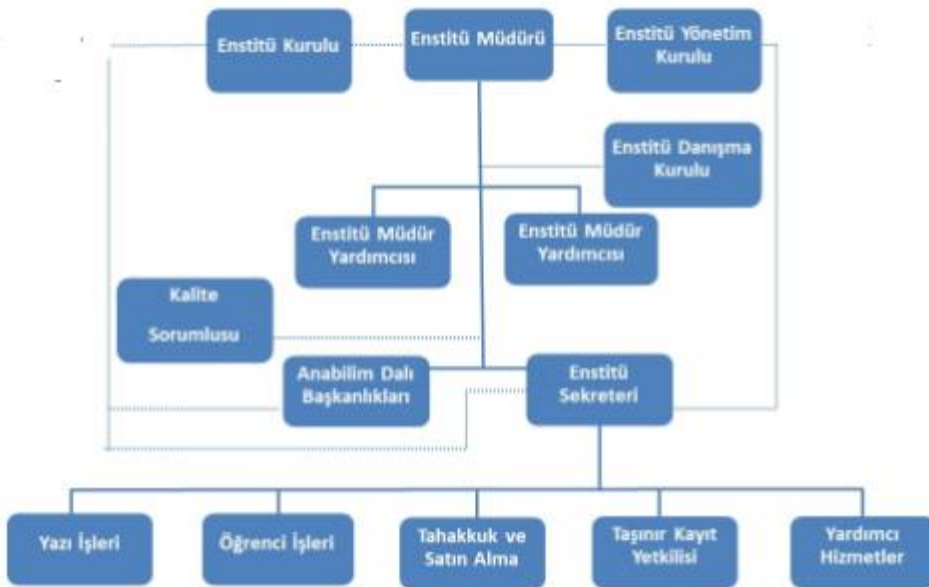 Enstitü Kurulu
Enstitü Müdürü
Enstitü Yönetim
Kurulu
Enstitü Danışma
Kurulu
Enstitü Müdür
Yardımcısı
Enstitü Müdür
Yardımcısı
Kalite
Sorumlusu
Anabilim Dalı
Başkanlıkları
Enstitü
Sekreteri
Yazı İşleri
Öğrenci İşleri
Tahakkuk ve
Satın Alma
Taşınır Kayıt
Yetkilisi
Yardımcı
Hizmetler